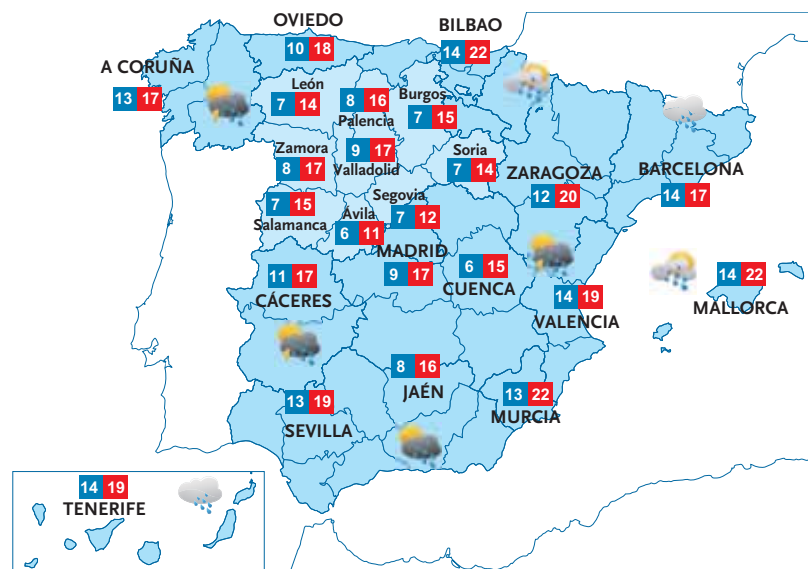 OVIEDO
10 18
BILBAO
14 22
A CORUÑA
13 17
León
7 14
8 16
Palencia
Burgos
7 15
Zamora
8 17
9 17
Valladolid
Soria
7 14
ZARAGOZA
12 20
BARCELONA
14 17
7 15
Salamanca
Ávila
6 11
Segovia
7 12
MADRID
9 17
6 15
CUENCA
11 17
CÁCERES
14 19
VALENCIA
14 22
MALLORCA
8 16
JAÉN
13 22
MURCIA
13 19
SEVILLA
14 19
TENERIFE